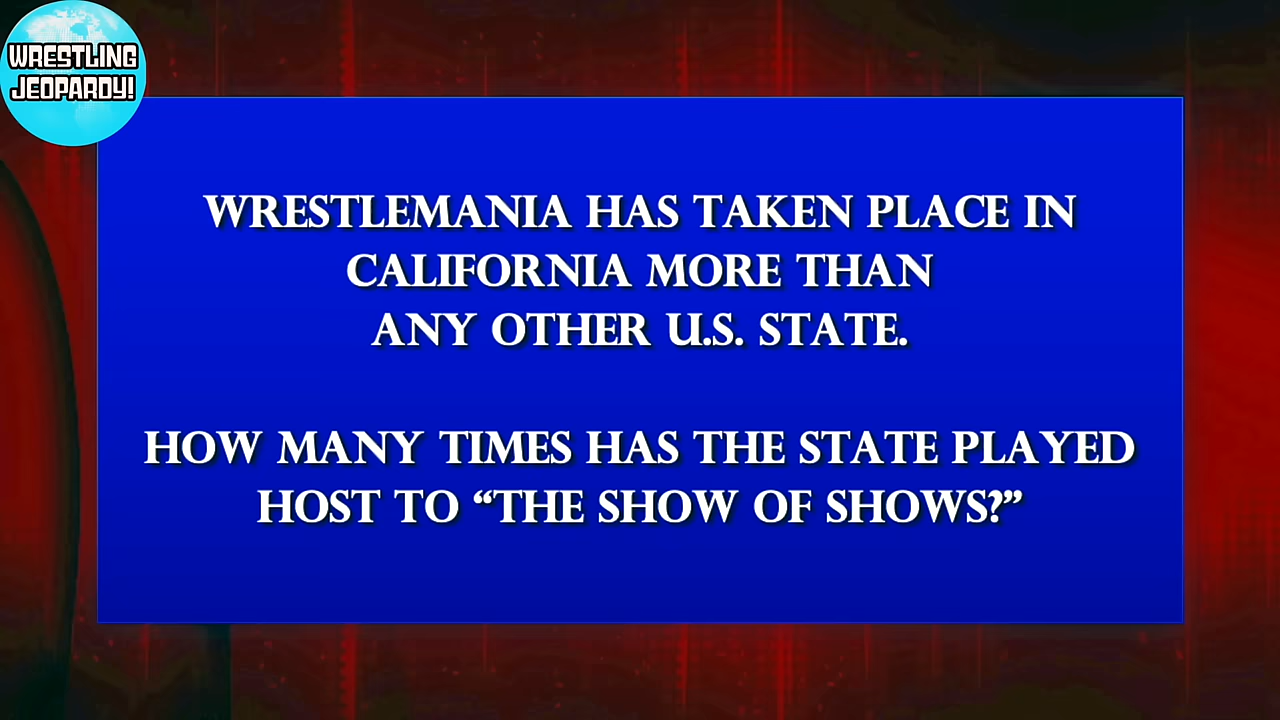 WRESTLING
JEOPARDY!
WRESTLEMANIA HAS TAKEN PLACE IN
CALIFORNIA MORE THAN
ANY OTHER U.S. STATE.
HOW MANY TIMES HAS THE STATE PLAYED
HOST TO “THE SHOW OF SHOWS?”